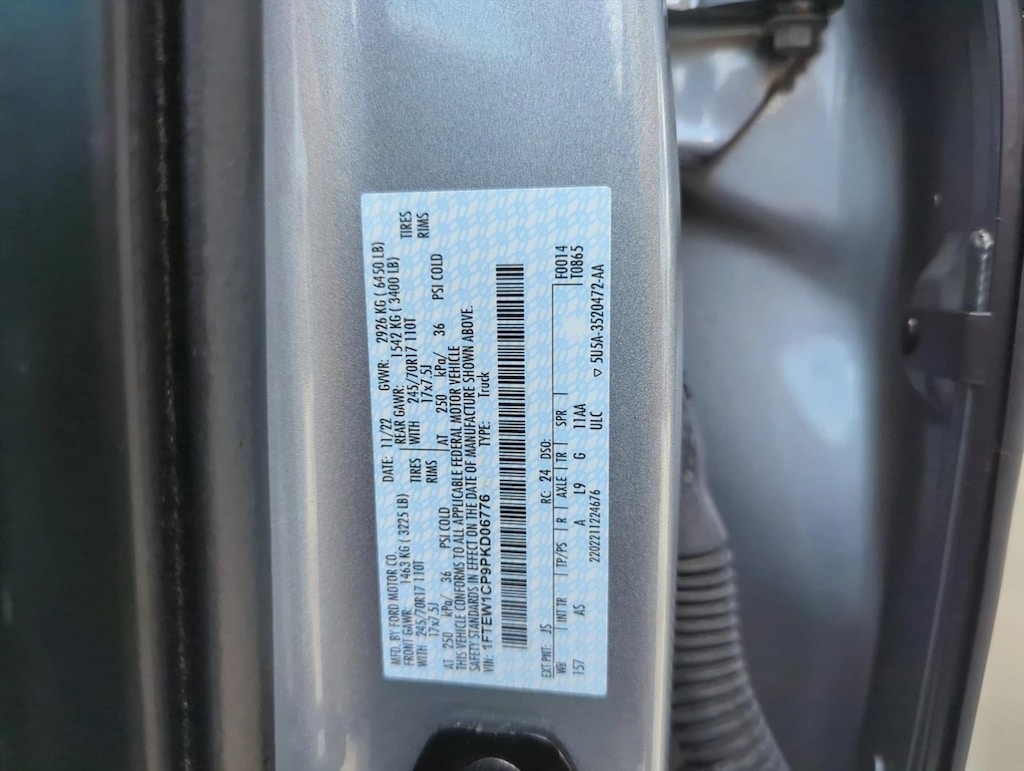 MFD. BY FORD MOTOR CO.
DATE: 11/22 GVWR: 2926 KG ( 6450 LB)
FRONT GAWR: 1463 KG ( 3225 LB) REAR GAWR: 1542 KG ( 3400 LB)
WITH 245/70R17 110T TIRES WITH 245/70R17 110T TIRES
17x7.5J RIMS 17x7.5J RIMS
AT 250 kPa/ 36 PSI COLD AT 250 kPa/ 36 PSI COLD
THIS VEHICLE CONFORMS TO ALL APPLICABLE FEDERAL MOTOR VEHICLE
SAFETY STANDARDS IN EFFECT ON THE DATE OF MANUFACTURE SHOWN ABOVE.
VIN: 1FTEW1CP9PKD06776 TYPE: Truck
F0014
T0865
EXT PNT: JS RC: 24 DSO:
WB INT TR TP/PS R AXLE TR SPR
157 AS A L9 G 11AA
2202211224676 ULC ▽ 5U5A-3520472-AA